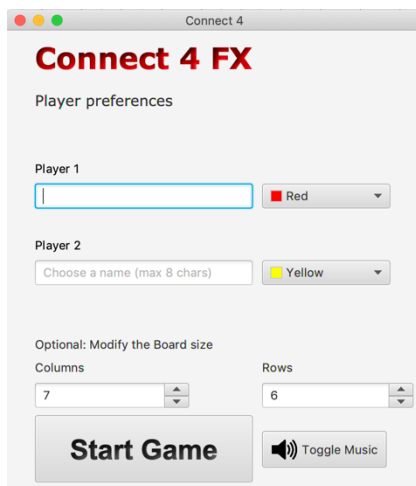 Connect 4
Connect 4 FX
Player preferences
Player 1
Red
Player 2
Choose a name (max 8 chars)
Yellow
Optional: Modify the Board size
Columns
Rows
7
6
Start Game
Toggle Music